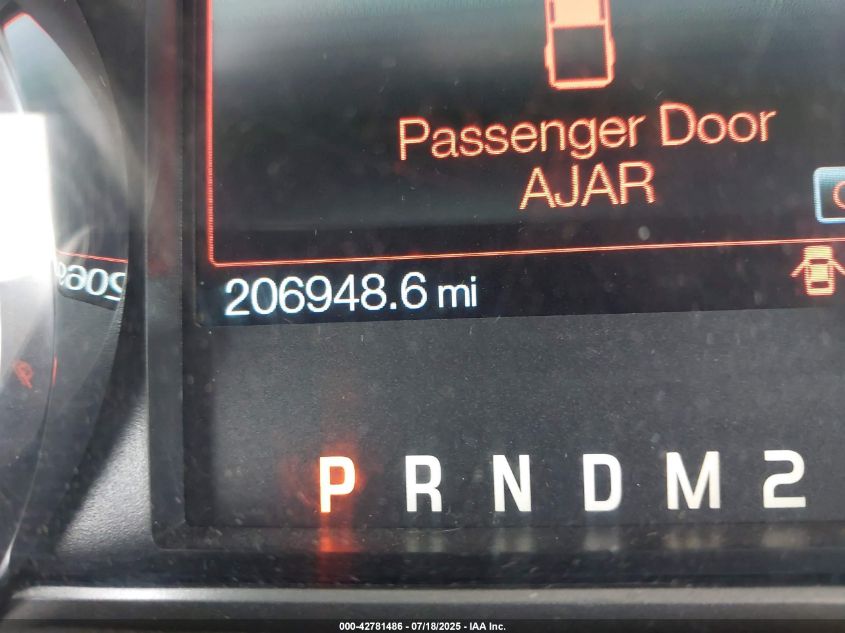 Passenger Door
AJAR
206948.6 mi
P R N D M 2
000-42781486 - 07/18/2025 - IAA Inc.